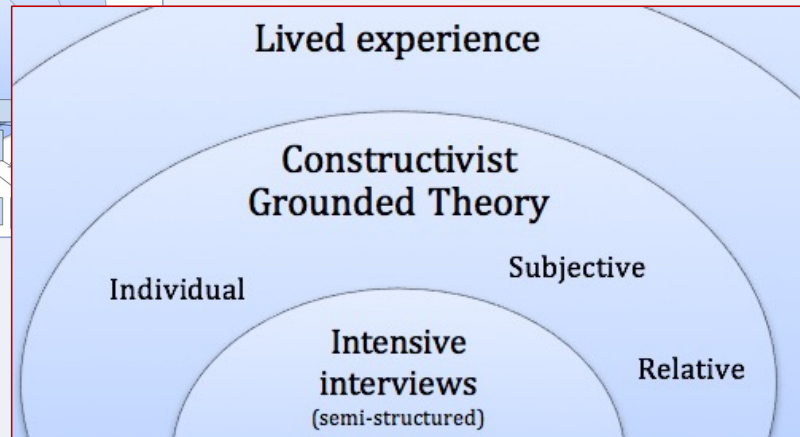 Lived experience
Constructivist
Grounded Theory
Subjective
Individual
Intensive
interviews
Relative
(semi-structured)